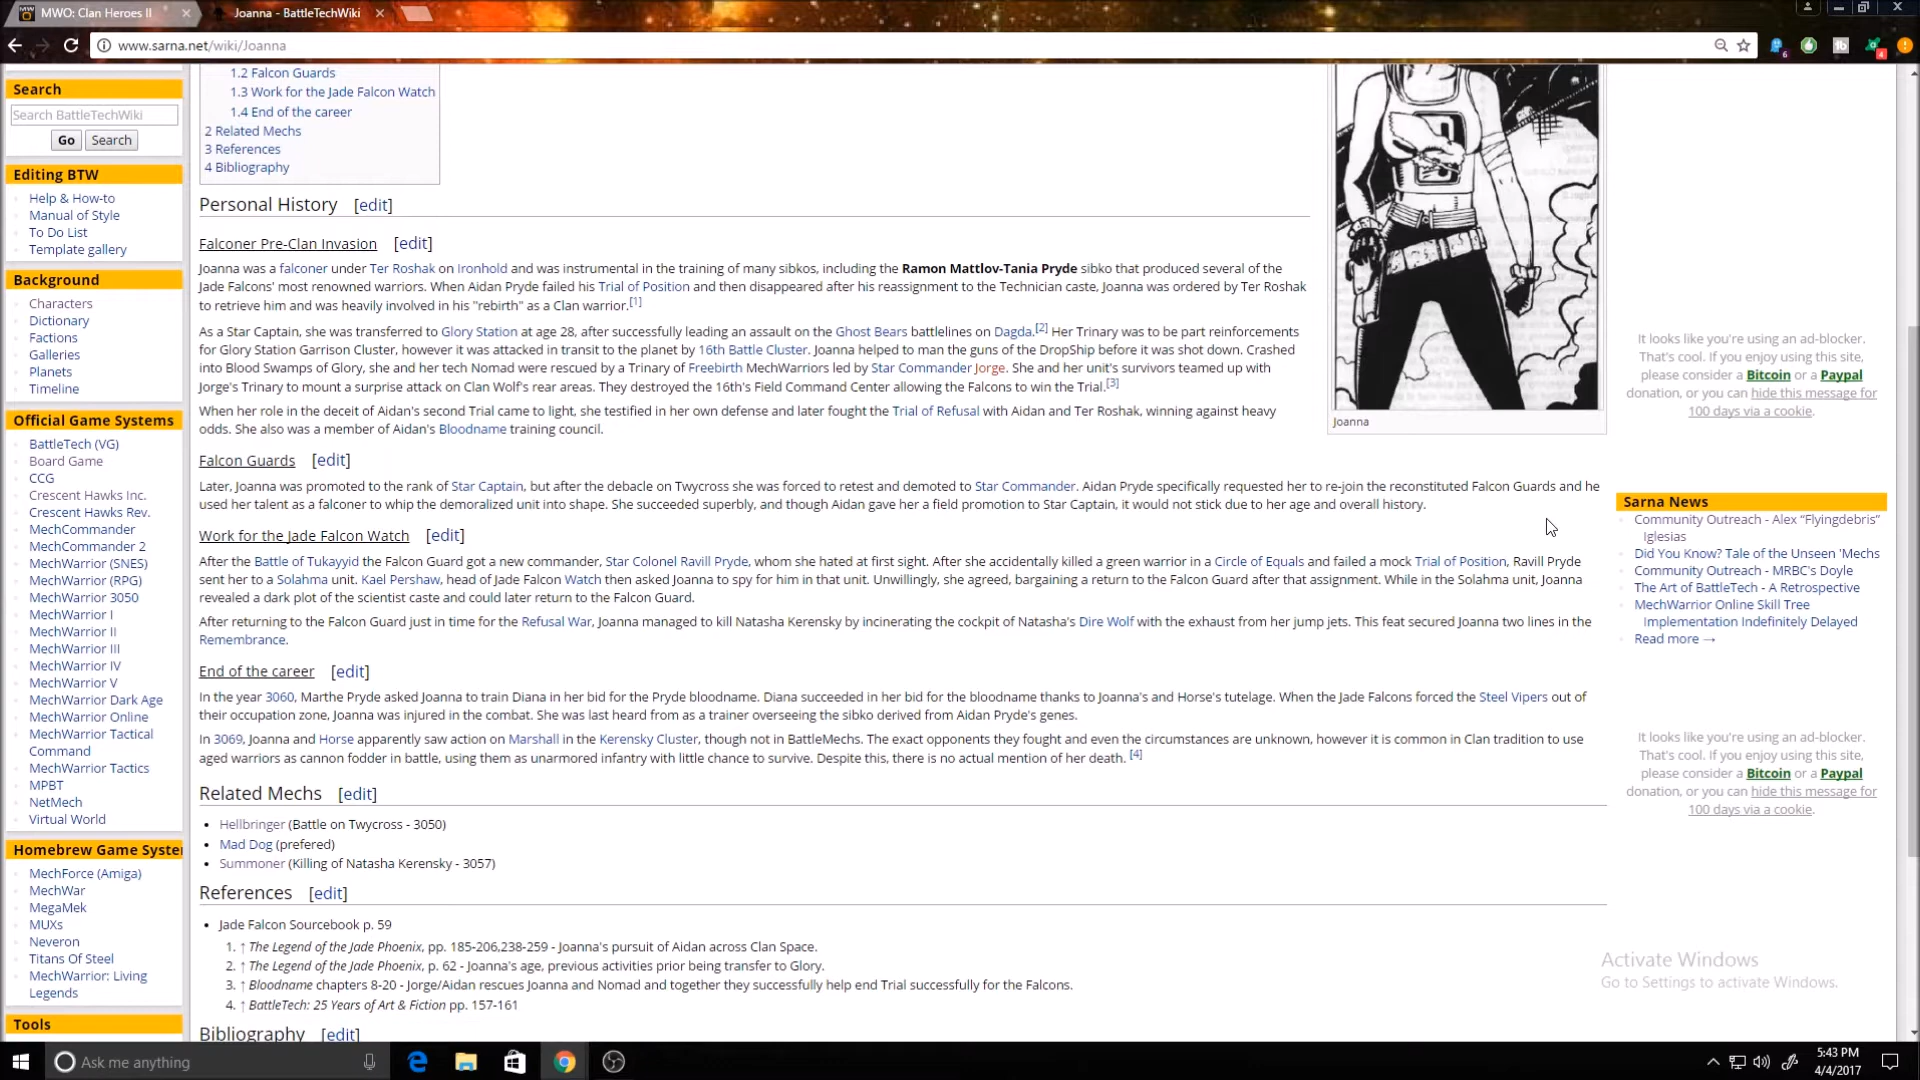 MWO: Clan Heroes II
Joanna - BattleTechWiki
www.sarna.net/wiki/Joanna
6
4
Search
Search BattleTechWiki
Go Search
Editing BTW
Help & How-to
Manual of Style
To Do List
Template gallery
Background
Characters
Dictionary
Factions
Galleries
Planets
Timeline
Official Game Systems
BattleTech (VG)
Board Game
CCG
Crescent Hawks Inc.
Crescent Hawks Rev.
MechCommander
MechCommander 2
MechWarrior (SNES)
MechWarrior (RPG)
MechWarrior 3050
MechWarrior I
MechWarrior II
MechWarrior III
MechWarrior IV
MechWarrior V
MechWarrior Dark Age
MechWarrior Online
MechWarrior Tactical
Command
MechWarrior Tactics
MPBT
NetMech
Virtual World
Homebrew Game Syster
MechForce (Amiga)
MechWar
MegaMek
MUXs
Neveron
Titans Of Steel
MechWarrior: Living
Legends
Tools
1.2 Falcon Guards
1.3 Work for the Jade Falcon Watch
1.4 End of the career
2 Related Mechs
3 References
4 Bibliography
Personal History [edit]
Falconer Pre-Clan Invasion [edit]
Joanna was a falconer under Ter Roshak on Ironhold and was instrumental in the training of many sibkos, including the Ramon Mattlov-Tania Pryde sibko that produced several of the
Jade Falcons' most renowned warriors. When Aidan Pryde failed his Trial of Position and then disappeared after his reassignment to the Technician caste, Joanna was ordered by Ter Roshak
to retrieve him and was heavily involved in his "rebirth" as a Clan warrior.[1]
As a Star Captain, she was transferred to Glory Station at age 28, after successfully leading an assault on the Ghost Bears battlelines on Dagda.[2] Her Trinary was to be part reinforcements
for Glory Station Garrison Cluster, however it was attacked in transit to the planet by 16th Battle Cluster. Joanna helped to man the guns of the DropShip before it was shot down. Crashed
into Blood Swamps of Glory, she and her tech Nomad were rescued by a Trinary of Freebirth MechWarriors led by Star Commander Jorge. She and her unit's survivors teamed up with
Jorge's Trinary to mount a surprise attack on Clan Wolf's rear areas. They destroyed the 16th's Field Command Center allowing the Falcons to win the Trial.[3]
When her role in the deceit of Aidan's second Trial came to light, she testified in her own defense and later fought the Trial of Refusal with Aidan and Ter Roshak, winning against heavy
odds. She also was a member of Aidan's Bloodname training council.
Joanna
Falcon Guards [edit]
Later, Joanna was promoted to the rank of Star Captain, but after the debacle on Twycross she was forced to retest and demoted to Star Commander. Aidan Pryde specifically requested her to re-join the reconstituted Falcon Guards and he
used her talent as a falconer to whip the demoralized unit into shape. She succeeded superbly, and though Aidan gave her a field promotion to Star Captain, it would not stick due to her age and overall history.
Work for the Jade Falcon Watch [edit]
After the Battle of Tukayyid the Falcon Guard got a new commander, Star Colonel Ravill Pryde, whom she hated at first sight. After she accidentally killed a green warrior in a Circle of Equals and failed a mock Trial of Position, Ravill Pryde
sent her to a Solahma unit. Kael Pershaw, head of Jade Falcon Watch then asked Joanna to spy for him in that unit. Unwillingly, she agreed, bargaining a return to the Falcon Guard after that assignment. While in the Solahma unit, Joanna
revealed a dark plot of the scientist caste and could later return to the Falcon Guard.
After returning to the Falcon Guard just in time for the Refusal War, Joanna managed to kill Natasha Kerensky by incinerating the cockpit of Natasha's Dire Wolf with the exhaust from her jump jets. This feat secured Joanna two lines in the
Remembrance.
End of the career [edit]
In the year 3060, Marthe Pryde asked Joanna to train Diana in her bid for the Pryde bloodname. Diana succeeded in her bid for the bloodname thanks to Joanna's and Horse's tutelage. When the Jade Falcons forced the Steel Vipers out of
their occupation zone, Joanna was injured in the combat. She was last heard from as a trainer overseeing the sibko derived from Aidan Pryde's genes.
In 3069, Joanna and Horse apparently saw action on Marshall in the Kerensky Cluster, though not in BattleMechs. The exact opponents they fought and even the circumstances are unknown, however it is common in Clan tradition to use
aged warriors as cannon fodder in battle, using them as unarmored infantry with little chance to survive. Despite this, there is no actual mention of her death. [4]
Related Mechs [edit]
Hellbringer (Battle on Twycross - 3050)
Mad Dog (prefered)
Summoner (Killing of Natasha Kerensky - 3057)
References [edit]
Jade Falcon Sourcebook p. 59
1. ↑ The Legend of the Jade Phoenix, pp. 185-206,238-259 - Joanna's pursuit of Aidan across Clan Space.
2. ↑ The Legend of the Jade Phoenix, p. 62 - Joanna's age, previous activities prior being transfer to Glory.
3. ↑ Bloodname chapters 8-20 - Jorge/Aidan rescues Joanna and Nomad and together they successfully help end Trial successfully for the Falcons.
4. ↑ BattleTech: 25 Years of Art & Fiction pp. 157-161
Bibliography [edit]
It looks like you're using an ad-blocker.
That's cool. If you enjoy using this site,
please consider a Bitcoin or a Paypal
donation, or you can hide this message for
100 days via a cookie.
Sarna News
Community Outreach - Alex “Flyingdebris”
Iglesias
Did You Know? Tale of the Unseen 'Mechs
Community Outreach - MRBC's Doyle
The Art of BattleTech - A Retrospective
MechWarrior Online Skill Tree
Implementation Indefinitely Delayed
Read more →
It looks like you're using an ad-blocker.
That's cool. If you enjoy using this site,
please consider a Bitcoin or a Paypal
donation, or you can hide this message for
100 days via a cookie.
Activate Windows
Go to Settings to activate Windows.
Ask me anything
5:43 PM
4/4/2017